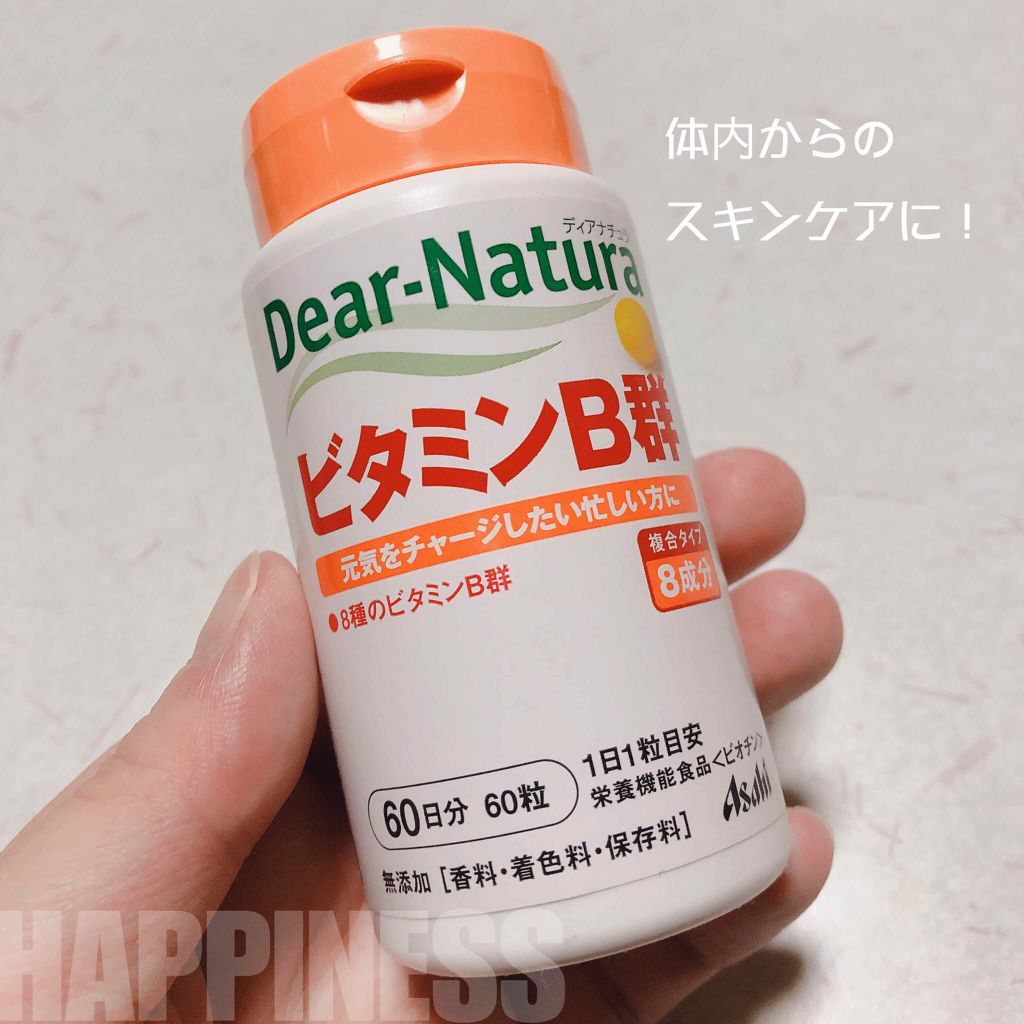 体内からの
スキンケアに！
ディアナチュラ
Dear-Natura
ビタミンB群
元気をチャージしたい忙しい方に
複合タイプ
8成分
●8種のビタミンB群
60日分 60粒
1日1粒目安
栄養機能食品＜ビオチン＞
Asahi
無添加［香料・着色料・保存料］
HAPPINESS